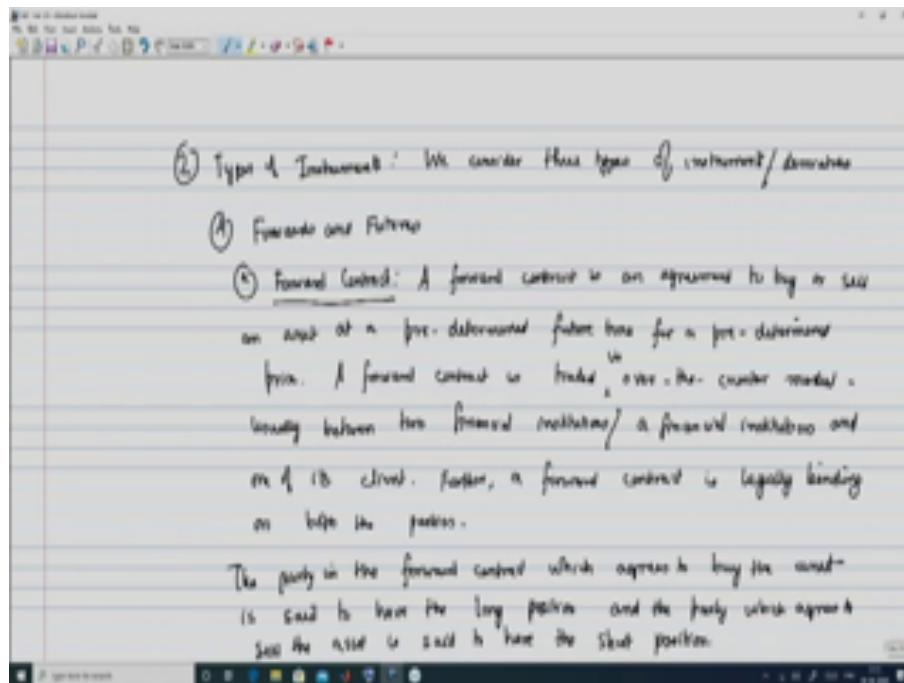 ② Types of Instruments: We consider three types of instrument/ derivatives
Ⓐ Forwards and Futures
ⓐ Forward Contract: A forward contract is an agreement to buy or sell
an asset at a pre-determined future time for a pre-determined
price. A forward contract is traded, over-the-counter market.
usually between two financial institutions/ a financial institutions and
one of its client. Further, a forward contract is legally binding
on both the parties.
The party in the forward contract which agrees to buy the asset
is said to have the long position and the party which agrees to
sell the asset is said to have the short position.